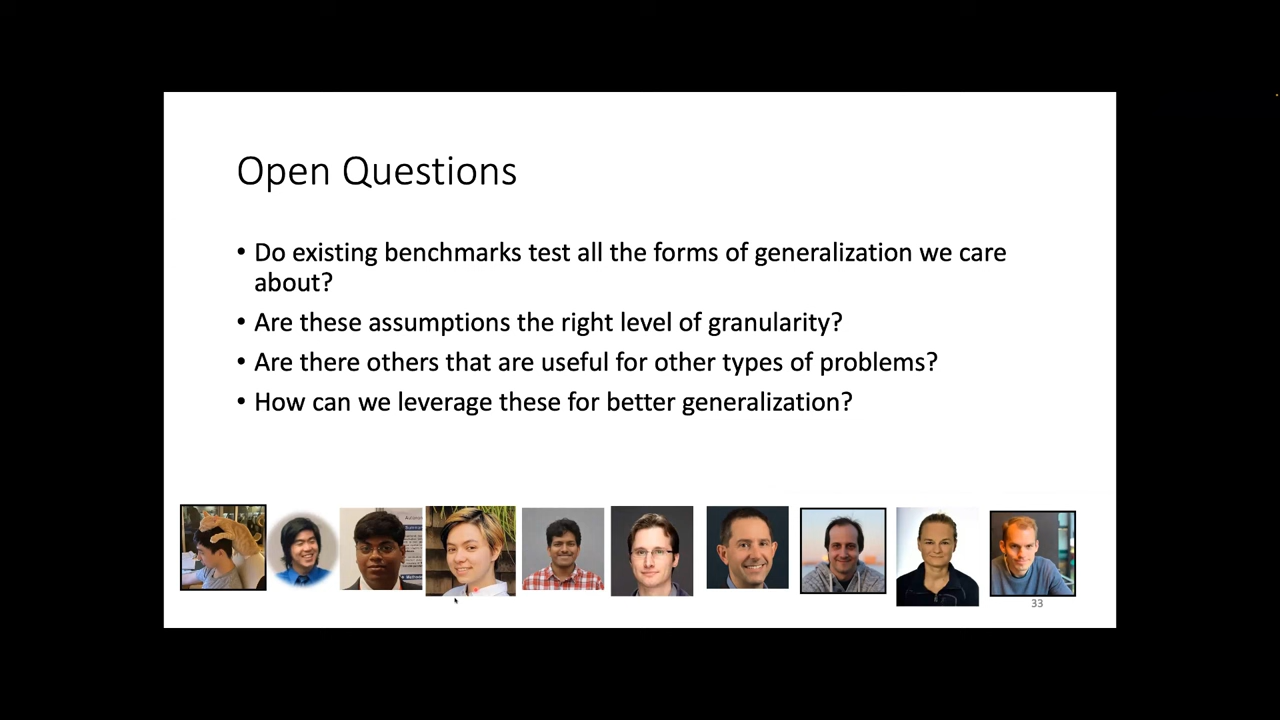 Open Questions
• Do existing benchmarks test all the forms of generalization we care
about?
• Are these assumptions the right level of granularity?
• Are there others that are useful for other types of problems?
• How can we leverage these for better generalization?
33